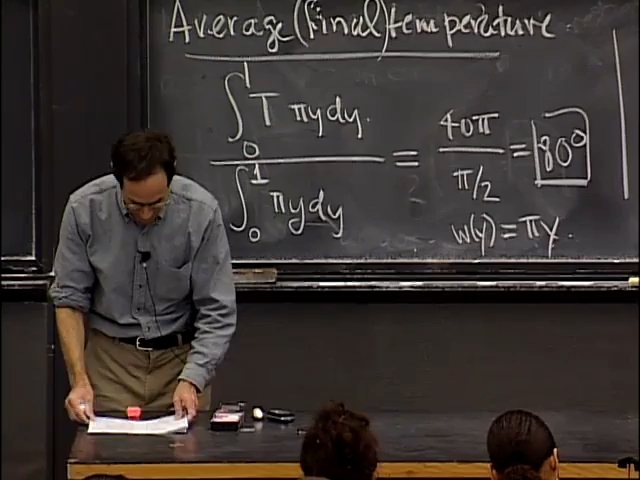 Average (final) temperature
∫₀¹ T πy dy. / ∫₀¹ πy dy = 40π / π/2 = 80°
w(y) = πy.